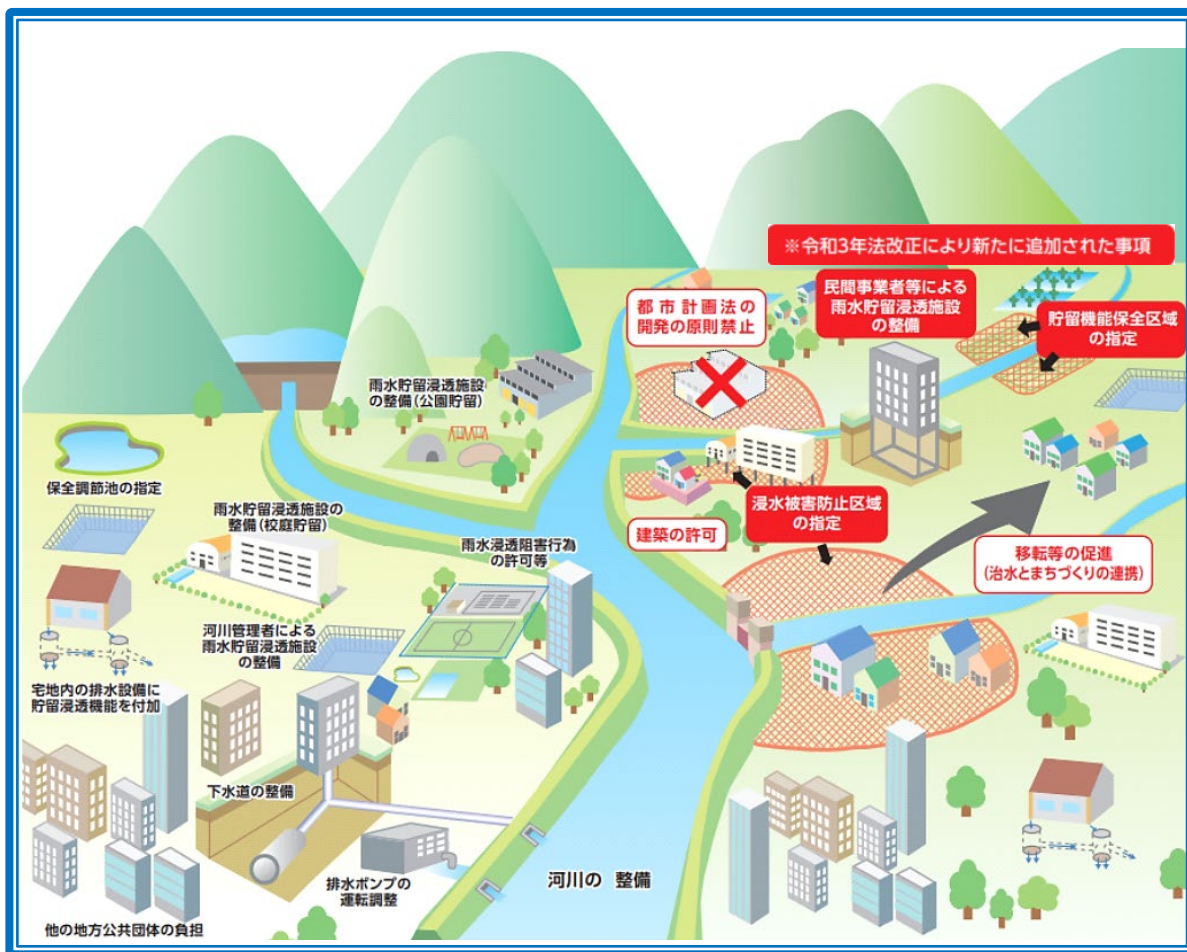 ※令和3年法改正により新たに追加された事項
民間事業者等による
雨水貯留浸透施設
の整備
都市計画法の
開発の原則禁止
貯留機能保全区域
の指定
雨水貯留浸透施設
の整備(公園貯留)
保全調節池の指定
雨水貯留浸透施設の
整備(校庭貯留)
雨水浸透阻害行為
の許可等
建築の許可
浸水被害防止区域
の指定
移転等の促進
(治水とまちづくりの連携)
河川管理者による
雨水貯留浸透施設
の整備
宅地内の排水設備に
貯留浸透機能を付加
下水道の整備
排水ポンプの
運転調整
河川の 整備
他の地方公共団体の負担